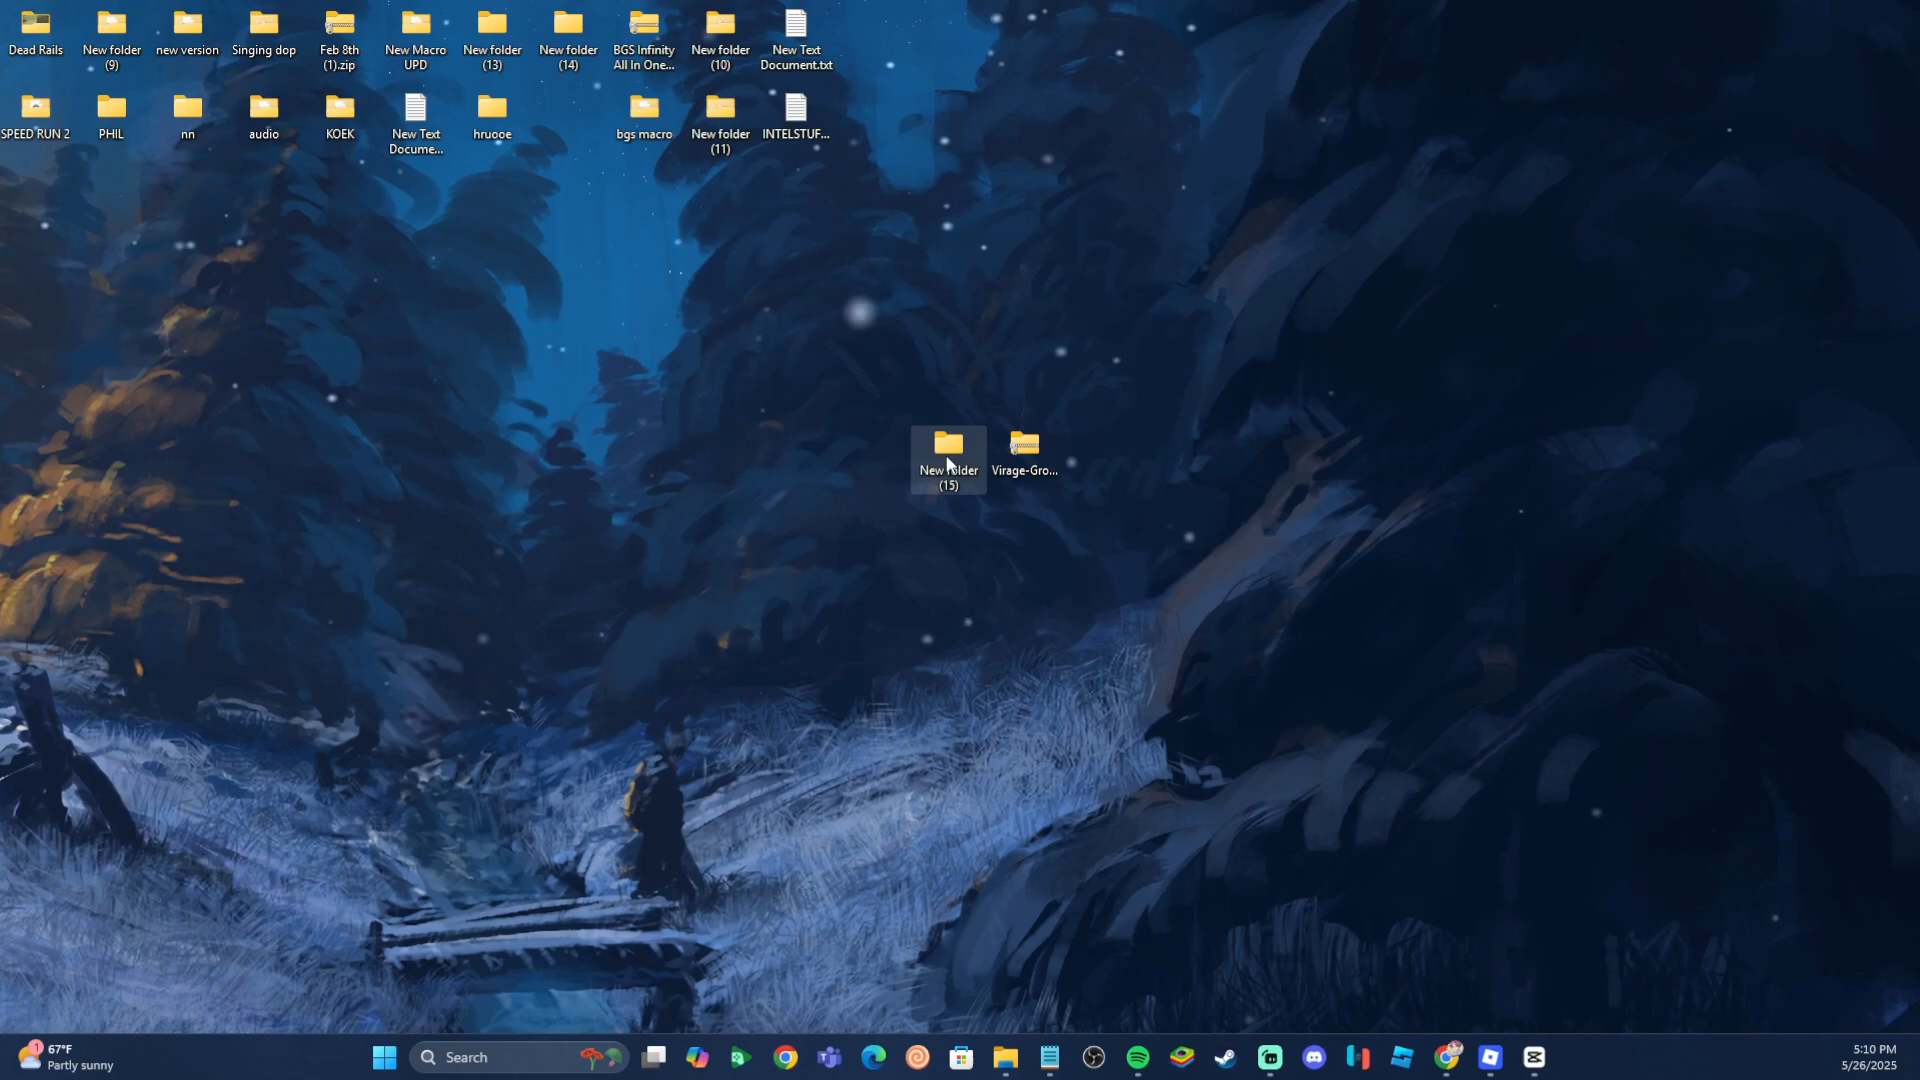 Dead Rails
New folder
(9)
new version
Singing dop
Feb 8th
(1).zip
New Macro
UPD
New folder
(13)
New folder
(14)
BGS Infinity
All In One...
New folder
(10)
New Text
Document.txt
SPEED RUN 2
PHIL
nn
audio
KOEK
New Text
Docume...
hruooe
bgs macro
New folder
(11)
INTELSTUF...
New folder
(15)
Virage-Gro...
1
67°F
Partly sunny
Search
5:10 PM
5/26/2025